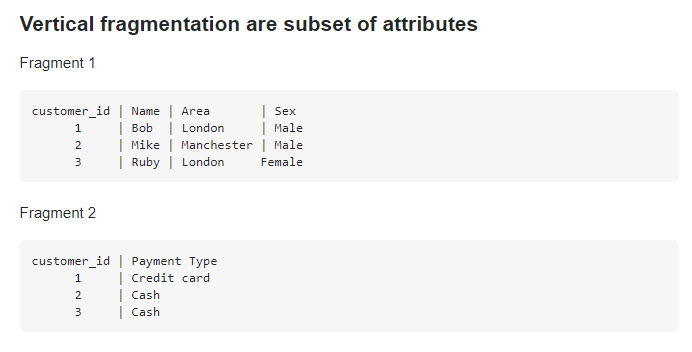 Vertical fragmentation are subset of attributes
Fragment 1
customer_id | Name | Area | Sex
1 | Bob | London | Male
2 | Mike | Manchester | Male
3 | Ruby | London Female
Fragment 2
customer_id | Payment Type
1 | Credit card
2 | Cash
3 | Cash